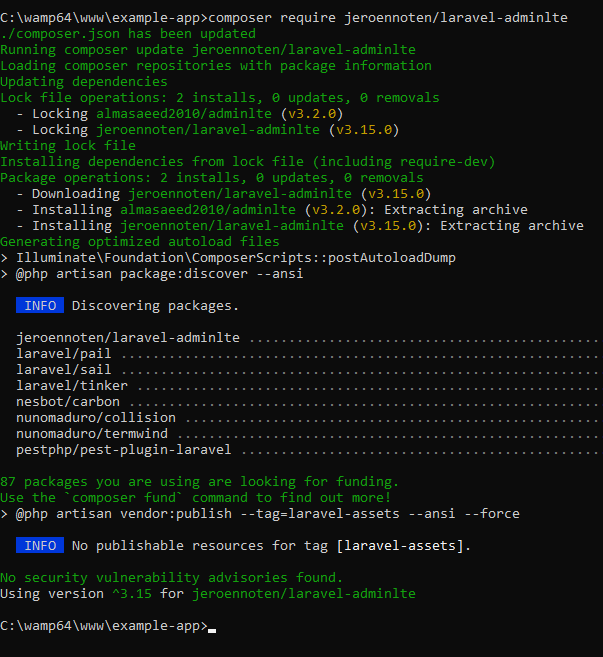 C:\wamp64\www\example-app>composer require jeroennoten/laravel-adminlte
./composer.json has been updated
Running composer update jeroennoten/laravel-adminlte
Loading composer repositories with package information
Updating dependencies
Lock file operations: 2 installs, 0 updates, 0 removals
  - Locking almasaeed2010/adminlte (v3.2.0)
  - Locking jeroennoten/laravel-adminlte (v3.15.0)
Writing lock file
Installing dependencies from lock file (including require-dev)
Package operations: 2 installs, 0 updates, 0 removals
  - Downloading jeroennoten/laravel-adminlte (v3.15.0)
  - Installing almasaeed2010/adminlte (v3.2.0): Extracting archive
  - Installing jeroennoten/laravel-adminlte (v3.15.0): Extracting archive
Generating optimized autoload files
> Illuminate\Foundation\ComposerScripts::postAutoloadDump
> @php artisan package:discover --ansi
INFO Discovering packages.
jeroennoten/laravel-adminlte ............................................
laravel/pail ............................................................
laravel/sail ............................................................
laravel/tinker ..........................................................
nesbot/carbon ...........................................................
nunomaduro/collision ....................................................
nunomaduro/termwind .....................................................
pestphp/pest-plugin-laravel .............................................
87 packages you are using are looking for funding.
Use the `composer fund` command to find out more!
> @php artisan vendor:publish --tag=laravel-assets --ansi --force
INFO No publishable resources for tag [laravel-assets].
No security vulnerability advisories found.
Using version ^3.15 for jeroennoten/laravel-adminlte
C:\wamp64\www\example-app>